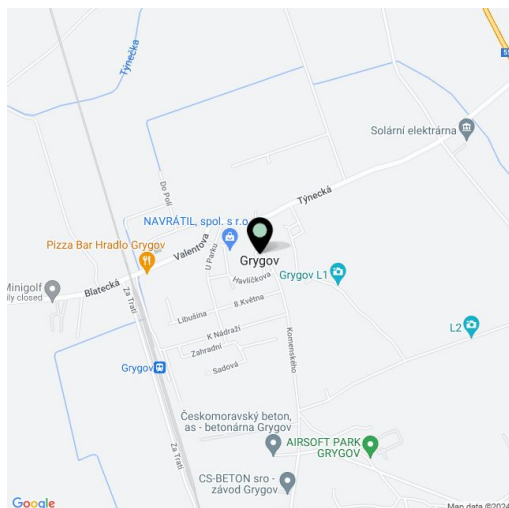 Týnečka
55
Solární elektrárna
Do Polí
Týnecká
NAVRÁTIL, spol. s r.o.
Valentova
U Parku
Pizza Bar Hradlo Grygov
Grygov
Havlíčkova
Grygov L1
Minigolf
ily closed
Blatecká
Za Tratí
8.Května
Libušina
K Nádraží
Komenského
L2
Zahradní
Sadová
Grygov
Českomoravský beton,
as - betonárna Grygov
AIRSOFT PARK
GRYGOV
Za Tratí
CS-BETON sro -
závod Grygov
Google
Map data ©2024